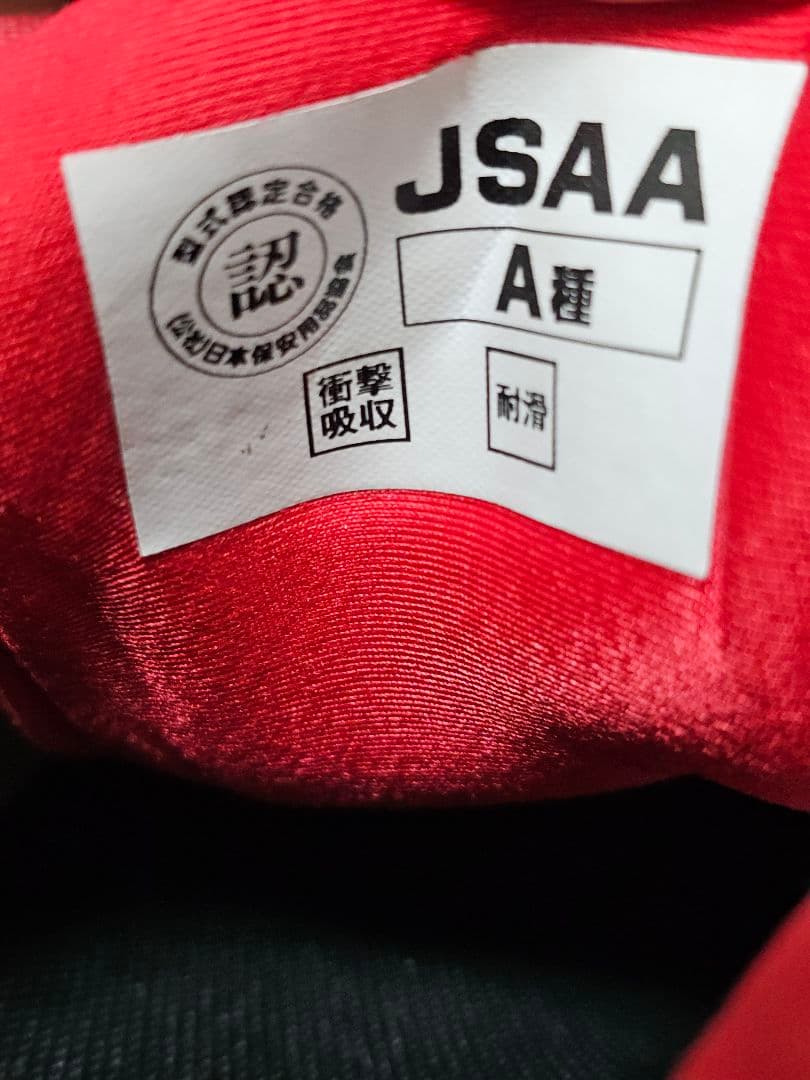 JSAA
型式認定合格
認
(公社)日本保安用品協会
A種
衝撃
吸収
耐滑